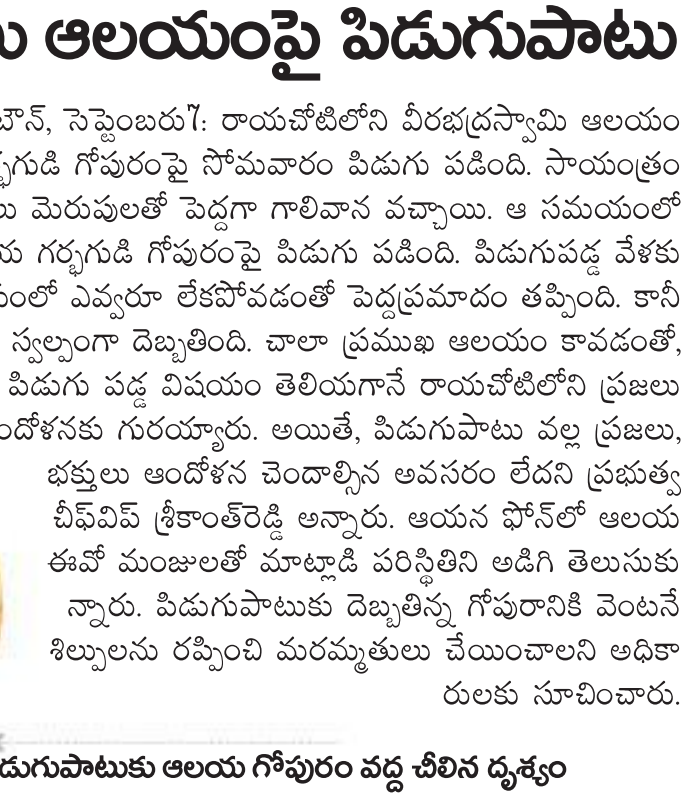 ఆలయంపై పిడుగుపాటు
సెప్టెంబరు7: రాయచోటిలోని వీరభద్రస్వామి ఆలయం
గోపురంపై సోమవారం పిడుగు పడింది. సాయంత్రం
మెరుపులతో పెద్దగా గాలివాన వచ్చాయి. ఆ సమయంలో
గర్భగుడి గోపురంపై పిడుగు పడింది. పిడుగుపడ్డ వేళకు
ఎవ్వరూ లేకపోవడంతో పెద్దప్రమాదం తప్పింది. కానీ
స్వల్పంగా దెబ్బతింది. చాలా ప్రముఖ ఆలయం కావడంతో,
పిడుగు పడ్డ విషయం తెలియగానే రాయచోటిలోని ప్రజలు
గురయ్యారు. అయితే, పిడుగుపాటు వల్ల ప్రజలు,
భక్తులు ఆందోళన చెందాల్సిన అవసరం లేదని ప్రభుత్వ
చీఫ్‌విప్ శ్రీకాంత్‌రెడ్డి అన్నారు. ఆయన ఫోన్‌లో ఆలయ
ఈవో మంజులతో మాట్లాడి పరిస్థితిని అడిగి తెలుసుకు
న్నారు. పిడుగుపాటుకు దెబ్బతిన్న గోపురానికి వెంటనే
శిల్పులను రప్పించి మరమ్మతులు చేయించాలని అధికా
రులకు సూచించారు.
ఆలయ గోపురం వద్ద చీలిన దృశ్యం